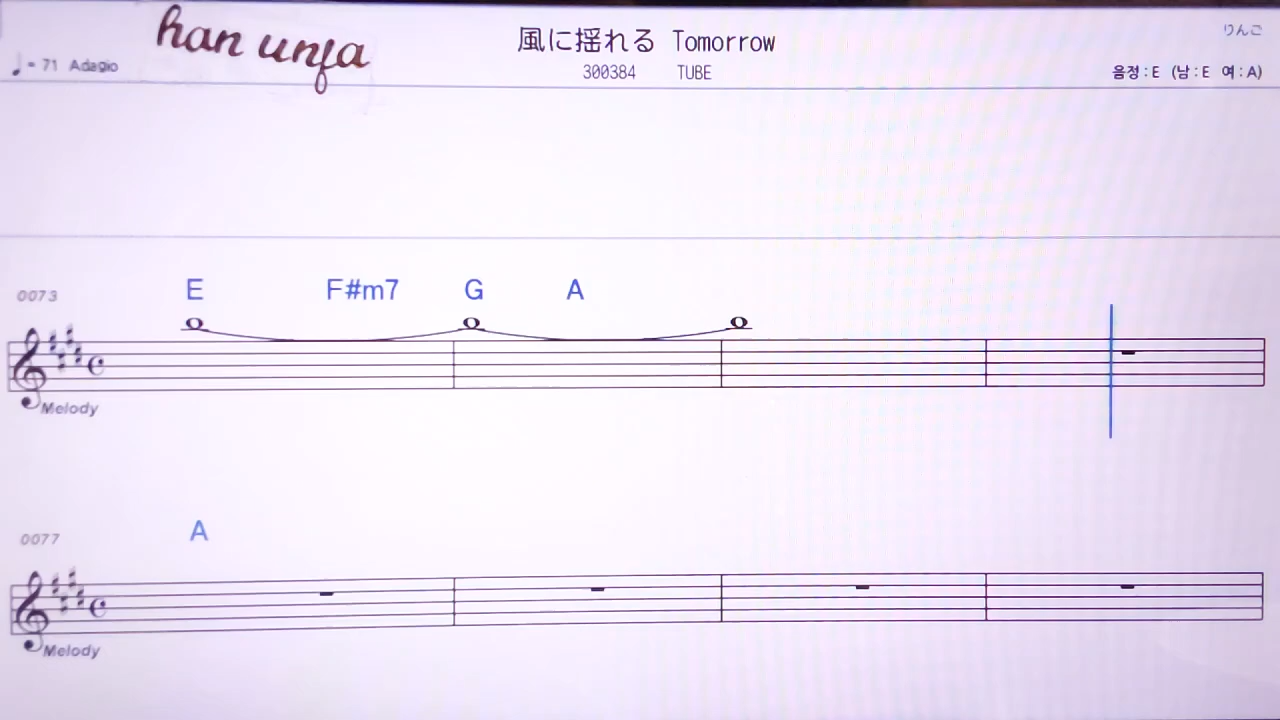 han unfa
風に揺れる Tomorrow
りんご
♩= 71 Adagio
300384 TUBE
음정:E (남:E 여:A)
0073
E F#m7 G A
Melody
0077
A
Melody